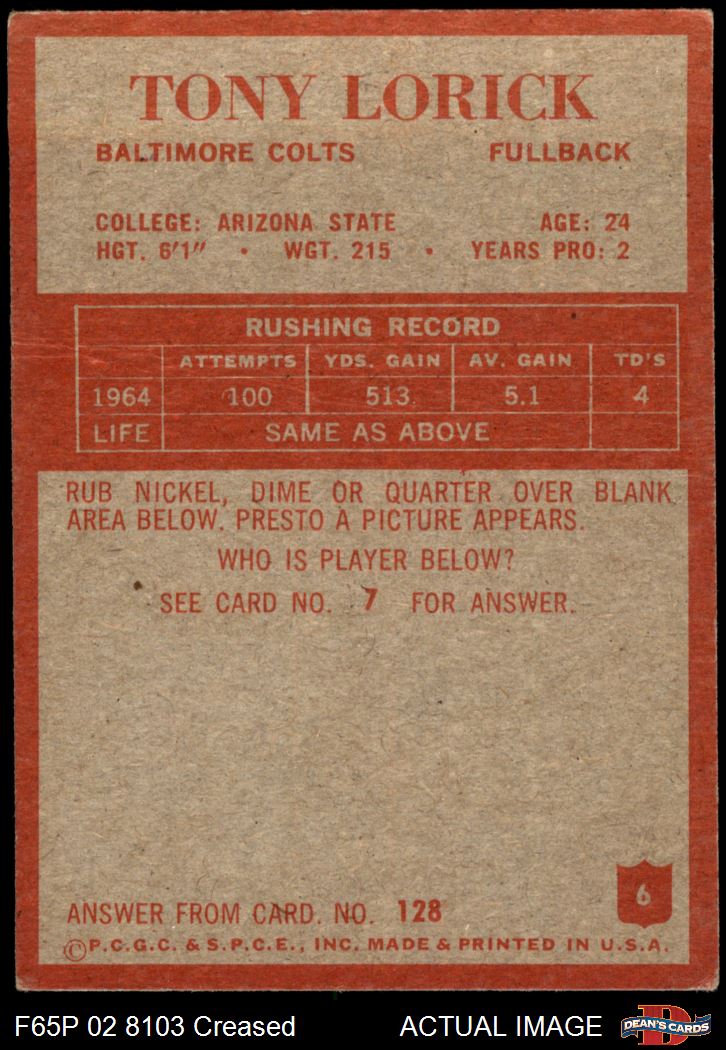 TONY LORICK
BALTIMORE COLTS FULLBACK
COLLEGE: ARIZONA STATE AGE: 24
HGT. 6'1" • WGT. 215 • YEARS PRO: 2
RUSHING RECORD
ATTEMPTS YDS. GAIN AV. GAIN TD'S
1964 100 513 5.1 4
LIFE SAME AS ABOVE
RUB NICKEL, DIME OR QUARTER OVER BLANK
AREA BELOW. PRESTO A PICTURE APPEARS.
WHO IS PLAYER BELOW?
SEE CARD NO. 7 FOR ANSWER.
6
ANSWER FROM CARD. NO. 128
©P.C.G.C. & S.P.C.E., INC. MADE & PRINTED IN U.S.A.
F65P 02 8103 Creased ACTUAL IMAGE D DEAN'S CARDS